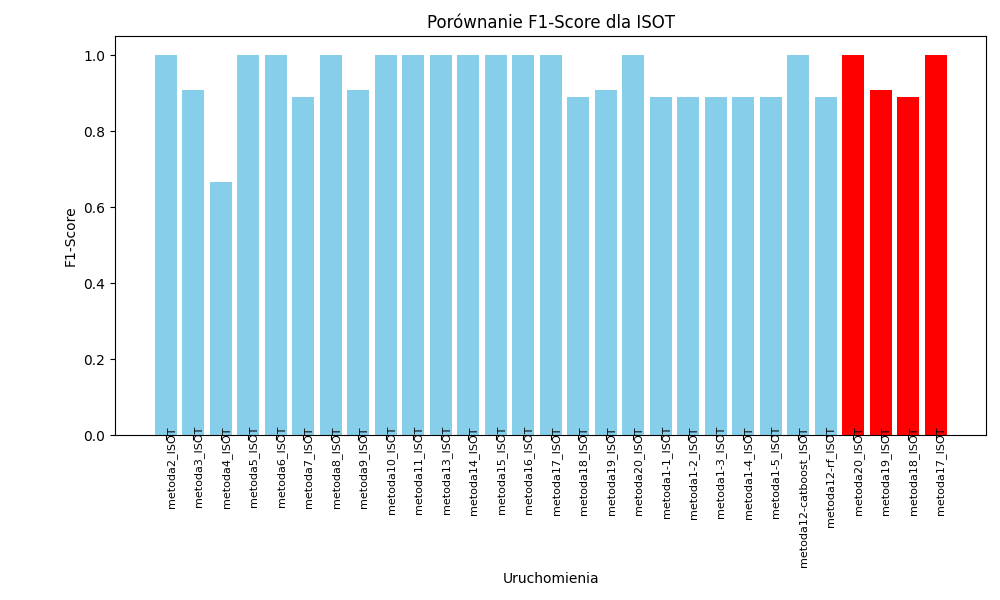 Porównanie F1-Score dla ISOT
F1-Score
1.0
0.8
0.6
0.4
0.2
0.0
metoda2_ISOT
metoda3_ISOT
metoda4_ISOT
metoda5_ISOT
metoda6_ISOT
metoda7_ISOT
metoda8_ISOT
metoda9_ISOT
metoda10_ISOT
metoda11_ISOT
metoda13_ISOT
metoda14_ISOT
metoda15_ISOT
metoda16_ISOT
metoda17_ISOT
metoda18_ISOT
metoda19_ISOT
metoda20_ISOT
metoda1-1_ISOT
metoda1-2_ISOT
metoda1-3_ISOT
metoda1-4_ISOT
metoda1-5_ISOT
metoda12-catboost_ISOT
metoda12-rf_ISOT
metoda20_ISOT
metoda19_ISOT
metoda18_ISOT
metoda17_ISOT
Uruchomienia